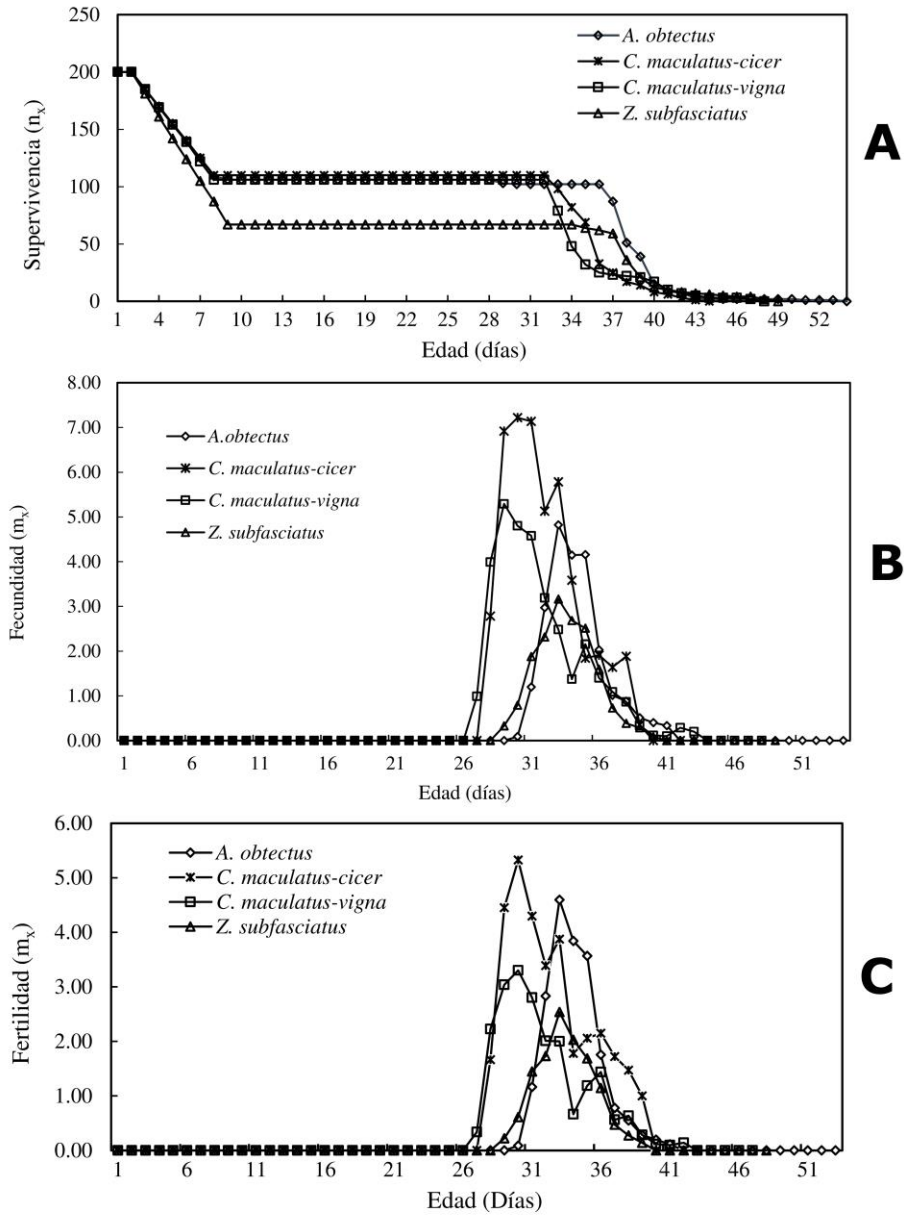 250
200
150
100
50
0
Supervivencia (nx)
A. obtectus
C. maculatus-cicer
C. maculatus-vigna
Z. subfasciatus
A
1 4 7 10 13 16 19 22 25 28 31 34 37 40 43 46 49 52
Edad (días)
8.00
7.00
6.00
5.00
4.00
3.00
2.00
1.00
0.00
Fecundidad (mx)
A.obtectus
C. maculatus-cicer
C. maculatus-vigna
Z. subfasciatus
B
1 6 11 16 21 26 31 36 41 46 51
Edad (días)
6.00
5.00
4.00
3.00
2.00
1.00
0.00
Fertilidad (mx)
A. obtectus
C. maculatus-cicer
C. maculatus-vigna
Z. subfasciatus
C
1 6 11 16 21 26 31 36 41 46 51
Edad (Días)